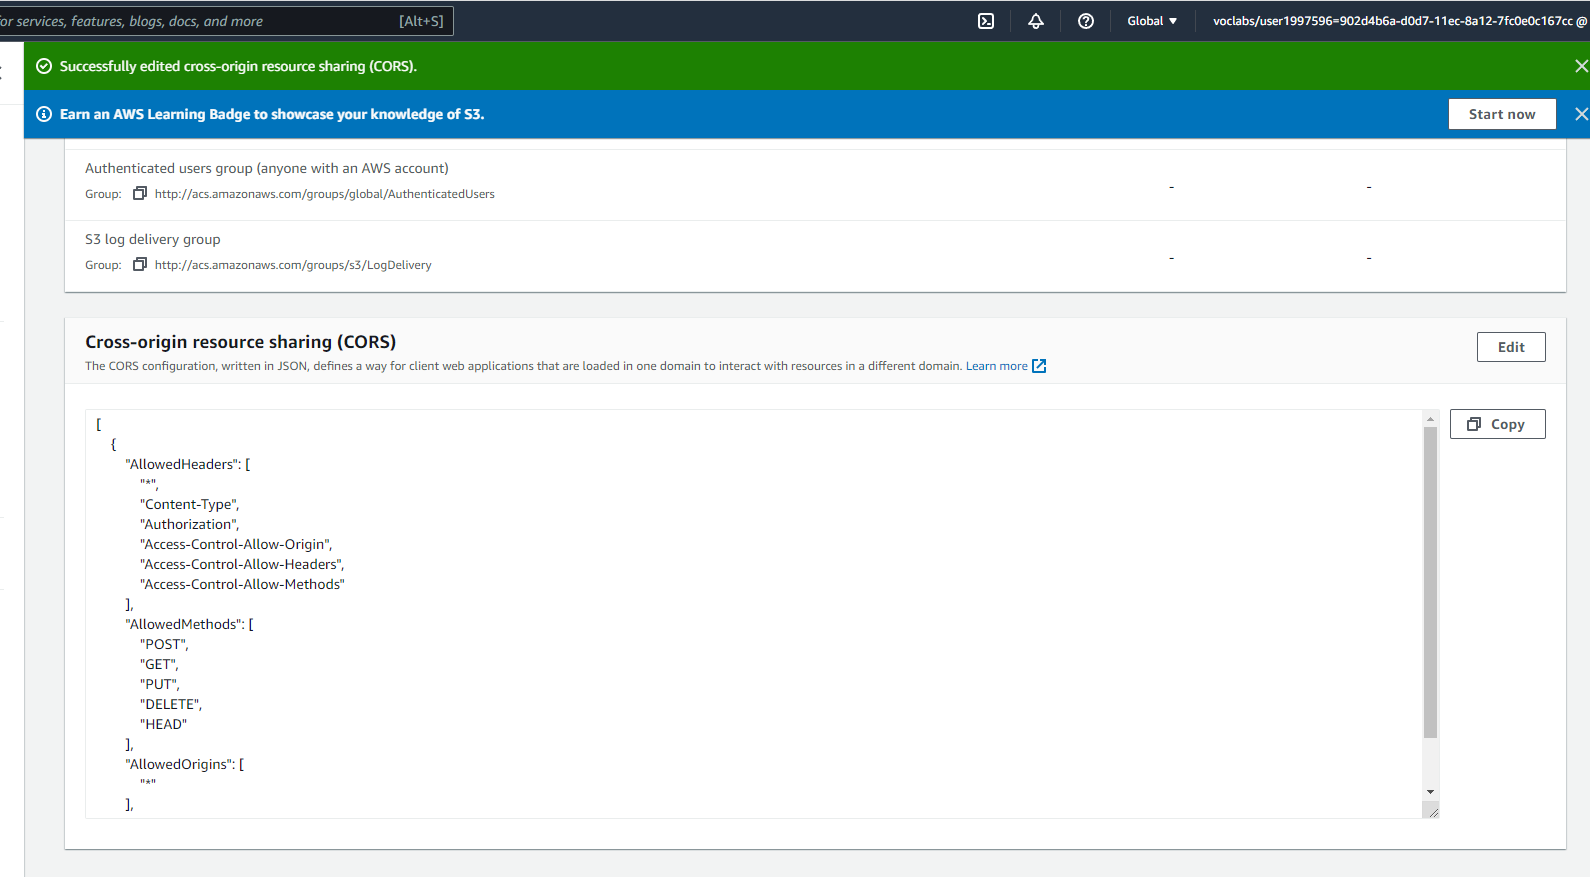 for services, features, blogs, docs, and more [Alt+S] Global voclabs/user1997596=902d4b6a-d0d7-11ec-8a12-7fc0e0c167cc @
Successfully edited cross-origin resource sharing (CORS).
Earn an AWS Learning Badge to showcase your knowledge of S3. Start now
Authenticated users group (anyone with an AWS account)
Group: http://acs.amazonaws.com/groups/global/AuthenticatedUsers - -
S3 log delivery group
Group: http://acs.amazonaws.com/groups/s3/LogDelivery - -
Cross-origin resource sharing (CORS) Edit
The CORS configuration, written in JSON, defines a way for client web applications that are loaded in one domain to interact with resources in a different domain. Learn more
[ Copy
{
"AllowedHeaders": [
"*",
"Content-Type",
"Authorization",
"Access-Control-Allow-Origin",
"Access-Control-Allow-Headers",
"Access-Control-Allow-Methods"
],
"AllowedMethods": [
"POST",
"GET",
"PUT",
"DELETE",
"HEAD"
],
"AllowedOrigins": [
"*"
],